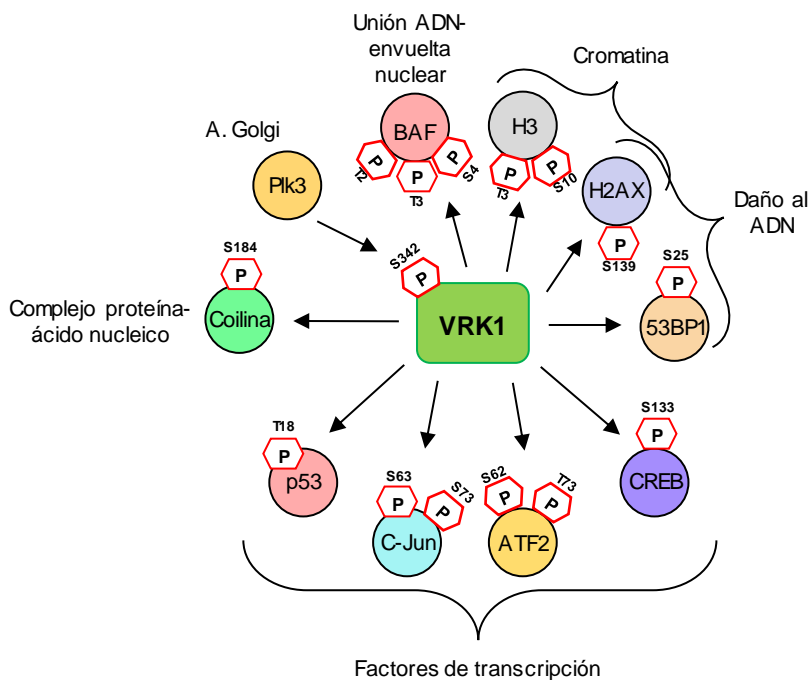 Unión ADN-
envuelta
nuclear
Cromatina
A. Golgi
BAF
P
T2
P
T3
P
S4
H3
P
T3
P
S10
Plk3
H2AX
P
S139
Daño al
ADN
S184
P
Coilina
Complejo proteína-
ácido nucleico
S342
P
VRK1
S25
P
53BP1
T18
P
p53
S63
P
S73
P
C-Jun
S62
P
T73
P
ATF2
S133
P
CREB
Factores de transcripción